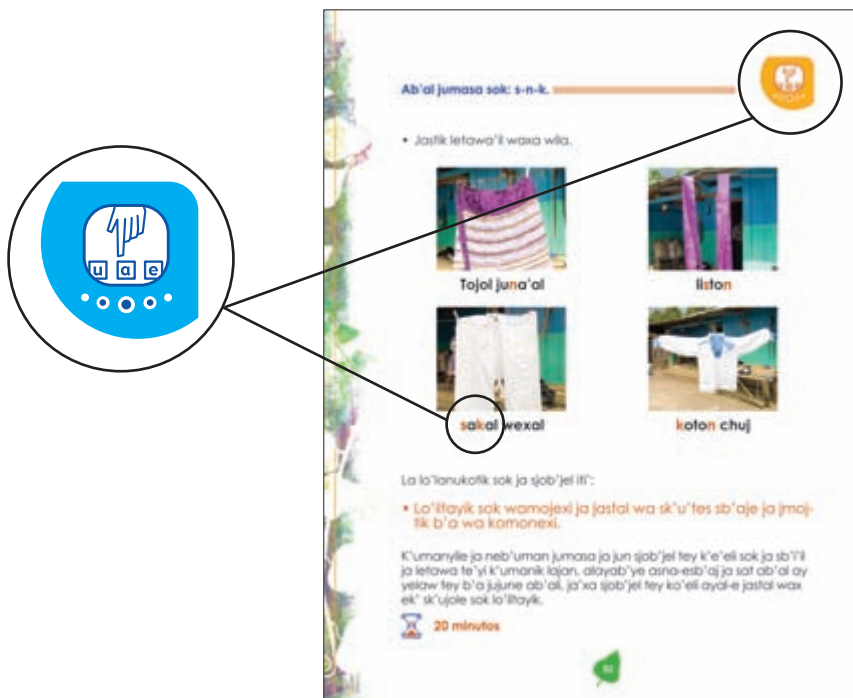 Ab'al jumasa sok: s-n-k.
• Jastik letawa'il waxa wila.
u a e
Tojol juna'al
liston
sakal wexal
koton chuj
La lo'lanukotik sok ja sjob'jel iti':
• Lo'iltayik sok wamojexi ja jastal wa sk'u'tes sb'aje ja jmoj-
tik b'a wa komonexi.
K'umanyile ja neb'uman jumasa ja jun sjob'jel tey k'e'eli sok ja sb'i'il
ja letawa te'yi k'umanik lajan, alayab'ye asna-esb'aj ja sat ab'al ay
yelaw tey b'a jujune ab'ali, ja'xa sjob'jel tey ko'eli ayal-e jastal wax
ek' sk'ujole sok lo'iltayik.
20 minutos